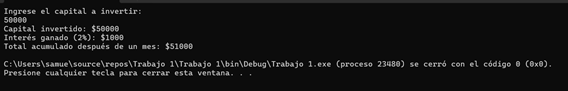 Ingrese el capital a invertir:
50000
Capital invertido: $50000
Interés ganado (2%): $1000
Total acumulado después de un mes: $51000
C:\Users\samue\source\repos\Trabajo 1\Trabajo 1\bin\Debug\Trabajo 1.exe (proceso 23480) se cerró con el código 0 (0x0).
Presione cualquier tecla para cerrar esta ventana. . .